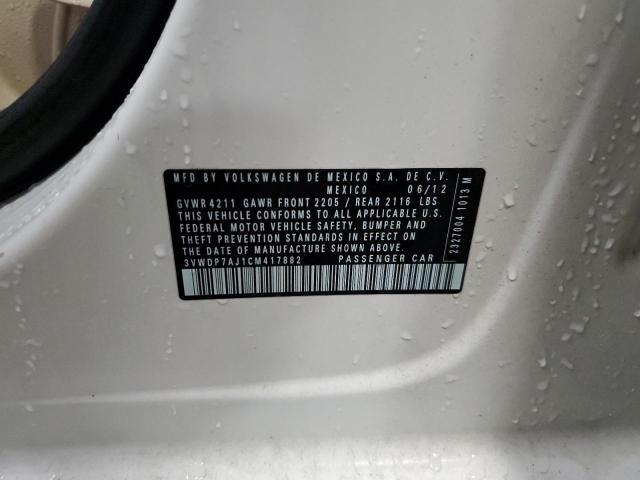 MFD BY VOLKSWAGEN DE MEXICO S.A. DE C.V.
MEXICO 06/12
GVWR 4211 GAWR FRONT 2205 / REAR 2116 LBS
THIS VEHICLE CONFORMS TO ALL APPLICABLE U.S.
FEDERAL MOTOR VEHICLE SAFETY, BUMPER AND
THEFT PREVENTION STANDARDS IN EFFECT ON THE
DATE OF MANUFACTURE SHOWN ABOVE.
3VWDP7AJ1CM417882 PASSENGER CAR
2327004 1013 M